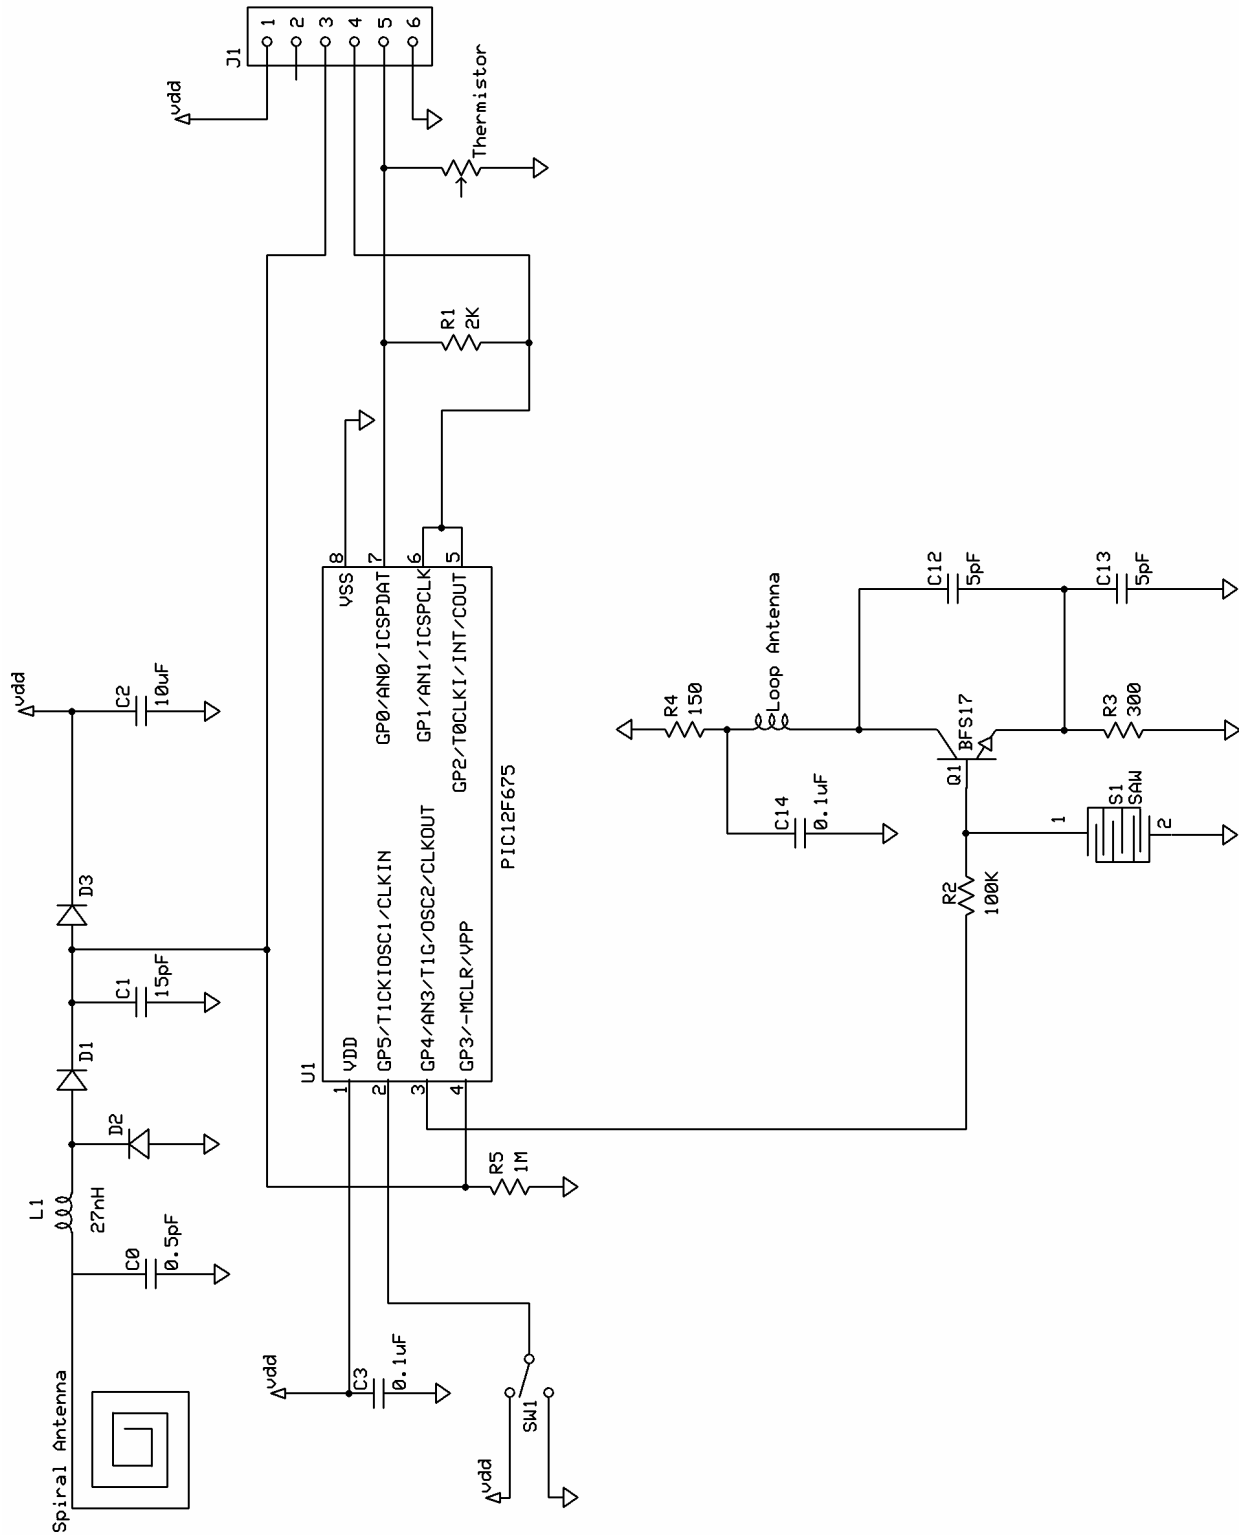 Spiral Antenna
C0
0.5pF
L1
27nH
D2
D1
C1
15pF
D3
vdd
C2
10uF
vdd
C3
0.1uF
vdd
SW1
R5
1M
U1
1
VDD
2
GP5/T1CKIOSC1/CLKIN
3
GP4/AN3/T1G/OSC2/CLKOUT
4
GP3/-MCLR/VPP
VSS
8
GP0/AN0/ICSPDAT
7
GP1/AN1/ICSPCLK
6
GP2/T0CLKI/INT/COUT
5
PIC12F675
R1
2K
vdd
J1
1
2
3
4
5
6
Thermistor
R4
150
Loop Antenna
C14
0.1uF
C12
5pF
Q1
BFS17
R2
100K
1
S1
SAW
2
R3
300
C13
5pF